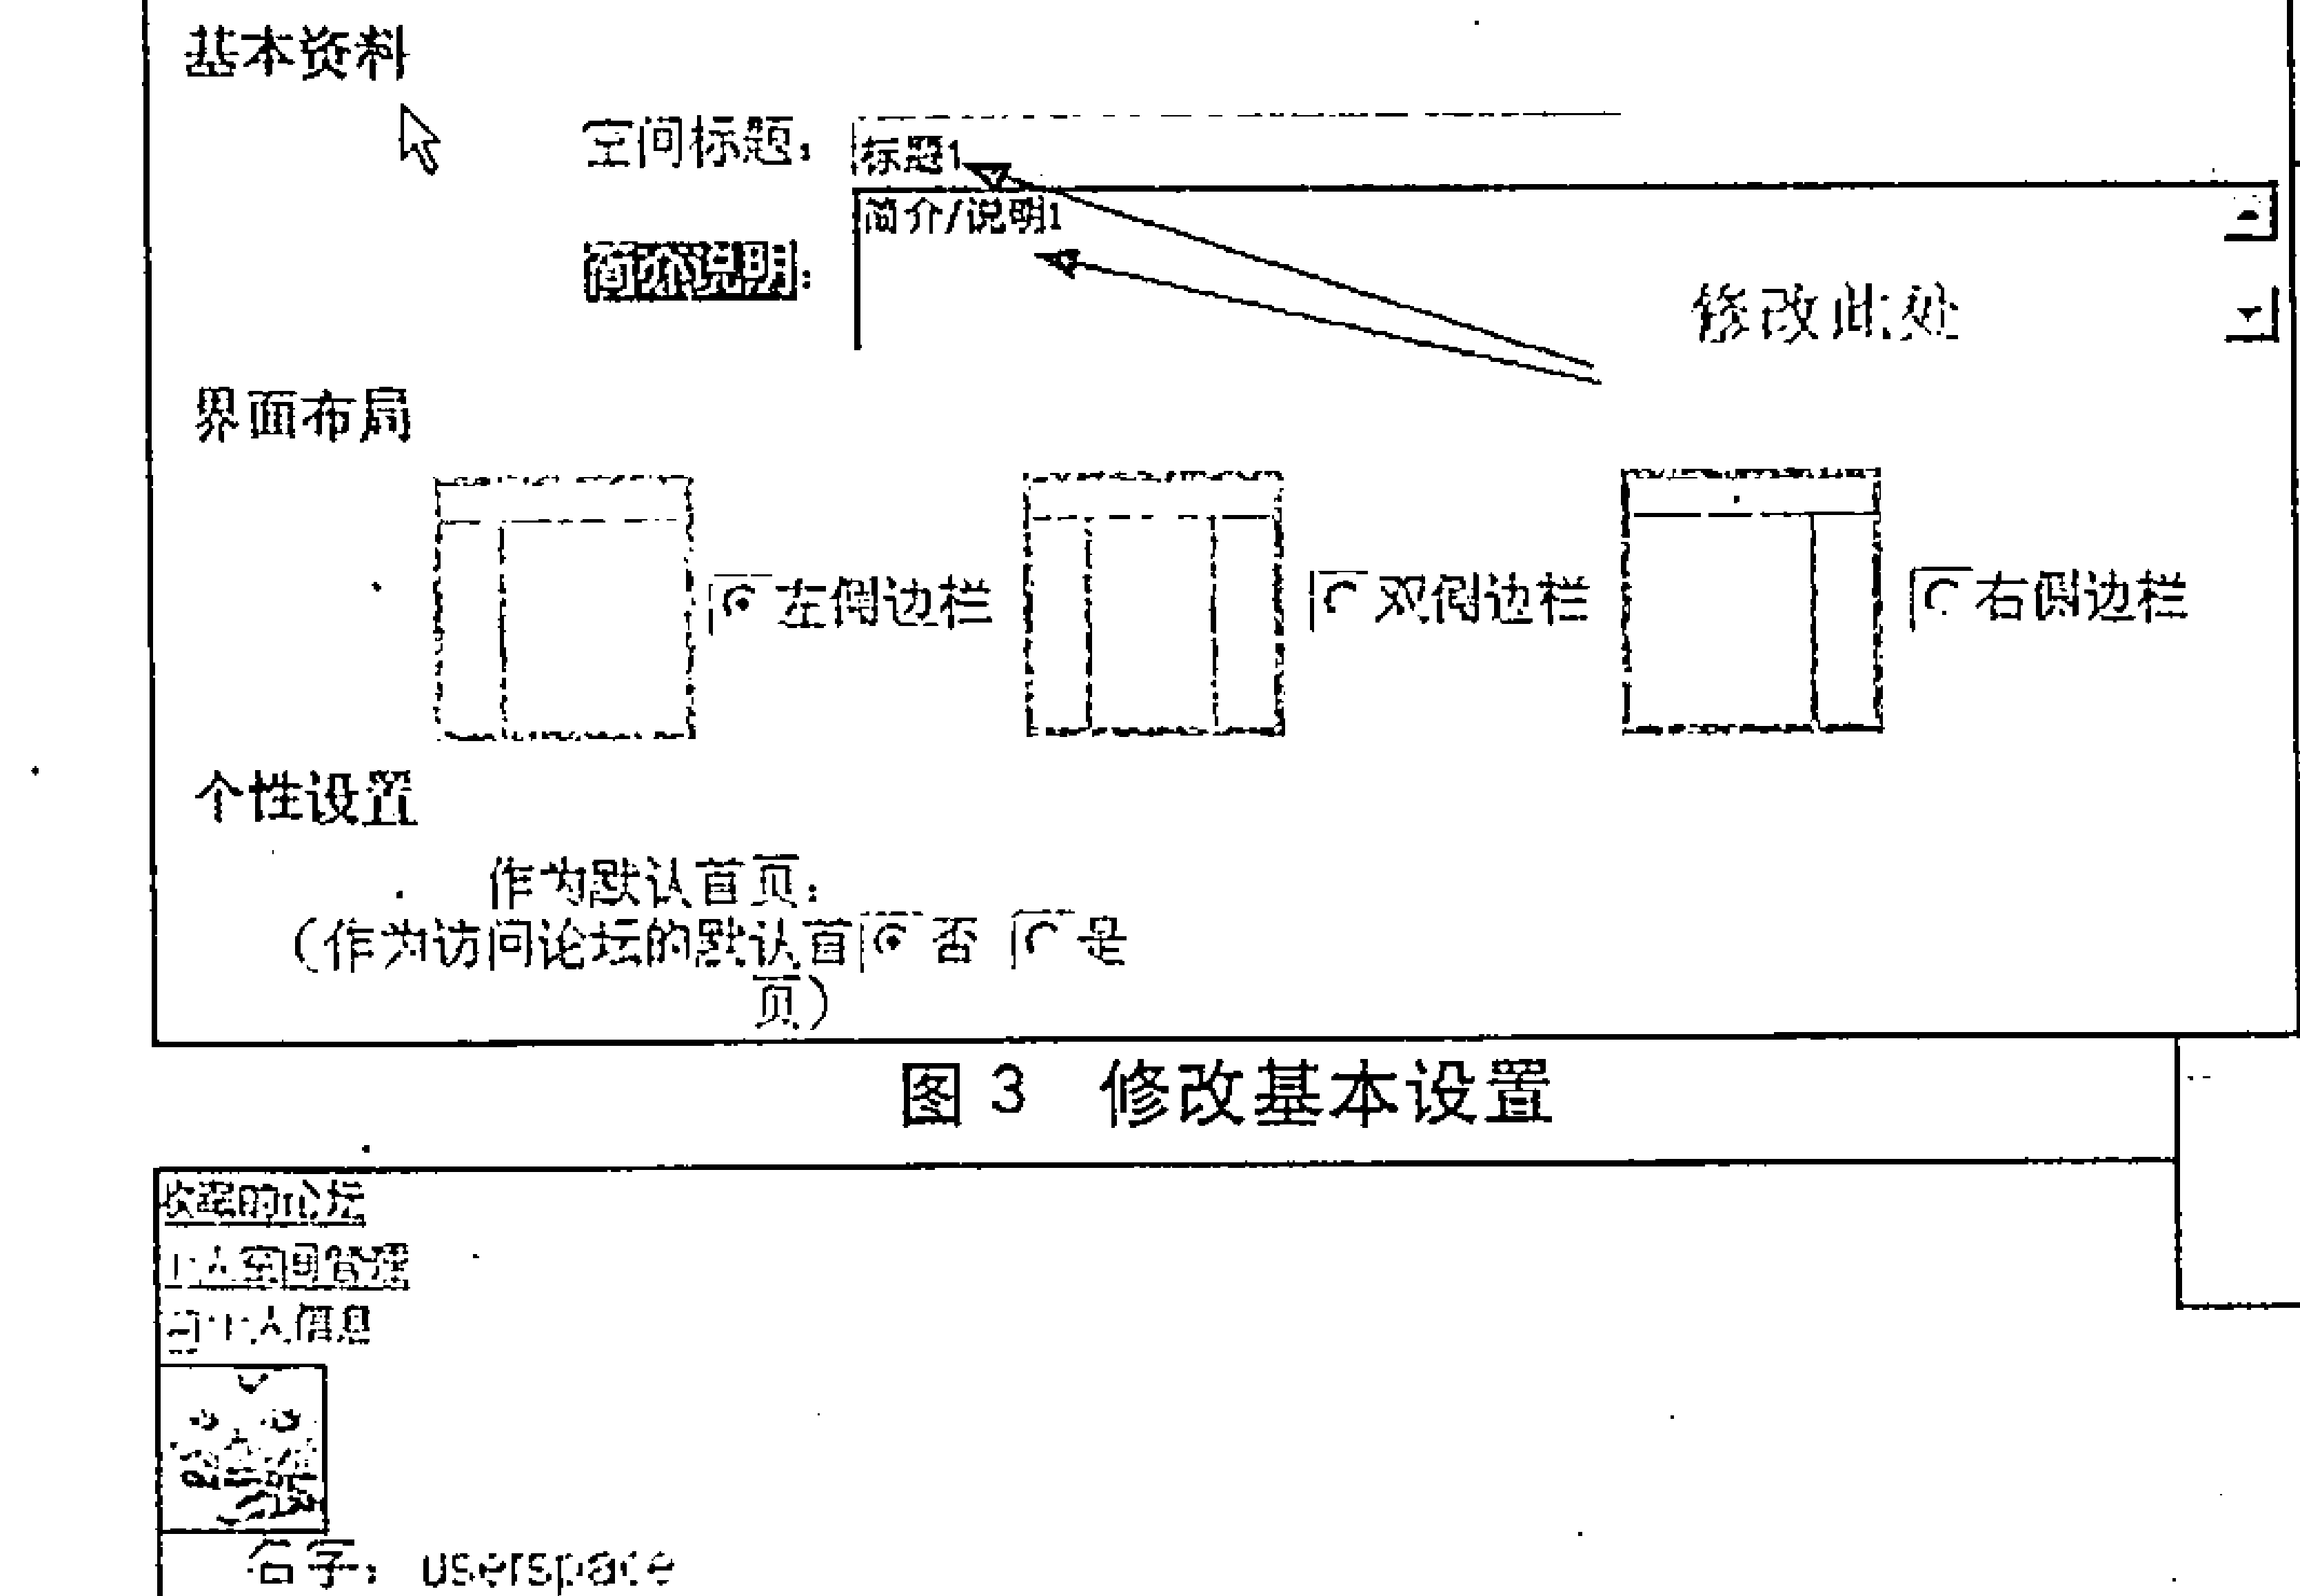 基本资料
空间标题：标题1
简介/说明1
简介说明：
修改此处
界面布局
左侧边栏 双侧边栏 右侧边栏
个性设置
作为默认首页：
（作为访问论坛的默认首 否 是
页）
图 3 修改基本设置
收藏的论坛
个人空间管理
个人信息
名字：userspace